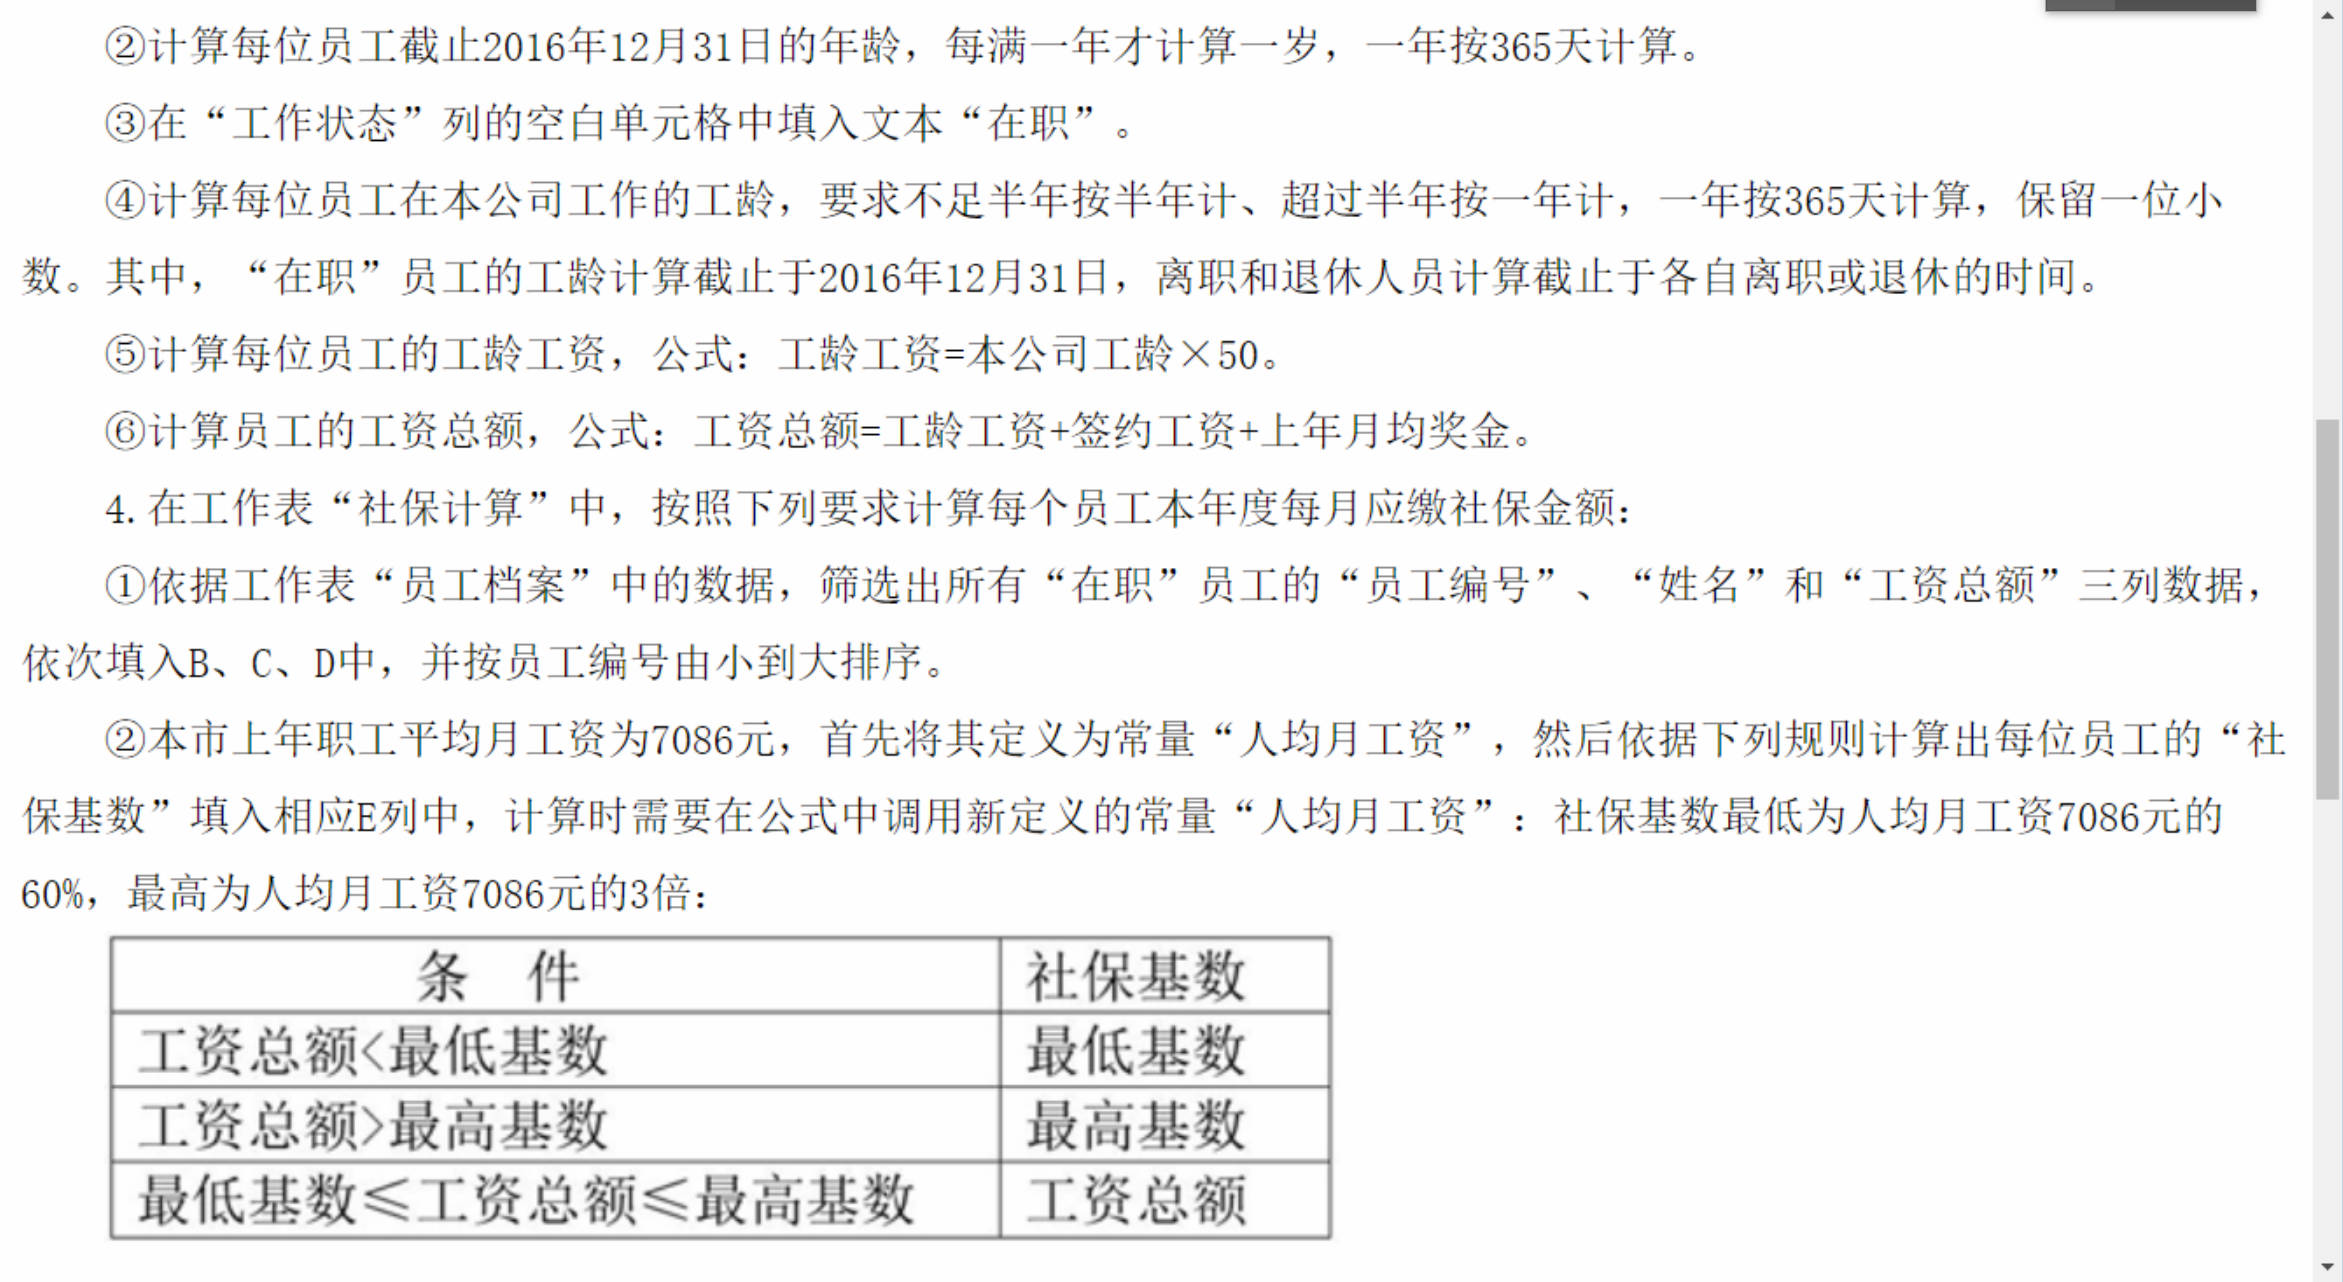 ②计算每位员工截止2016年12月31日的年龄，每满一年才计算一岁，一年按365天计算。
③在“工作状态”列的空白单元格中填入文本“在职”。
④计算每位员工在本公司工作的工龄，要求不足半年按半年计、超过半年按一年计，一年按365天计算，保留一位小
数。其中，“在职”员工的工龄计算截止于2016年12月31日，离职和退休人员计算截止于各自离职或退休的时间。
⑤计算每位员工的工龄工资，公式：工龄工资=本公司工龄×50。
⑥计算员工的工资总额，公式：工资总额=工龄工资+签约工资+上年月均奖金。
4.在工作表“社保计算”中，按照下列要求计算每个员工本年度每月应缴社保金额：
①依据工作表“员工档案”中的数据，筛选出所有“在职”员工的“员工编号”、“姓名”和“工资总额”三列数据，
依次填入B、C、D中，并按员工编号由小到大排序。
②本市上年职工平均月工资为7086元，首先将其定义为常量“人均月工资”，然后依据下列规则计算出每位员工的“社
保基数”填入相应E列中，计算时需要在公式中调用新定义的常量“人均月工资”：社保基数最低为人均月工资7086元的
60%，最高为人均月工资7086元的3倍：
条 件 社保基数
工资总额<最低基数 最低基数
工资总额>最高基数 最高基数
最低基数≤工资总额≤最高基数 工资总额